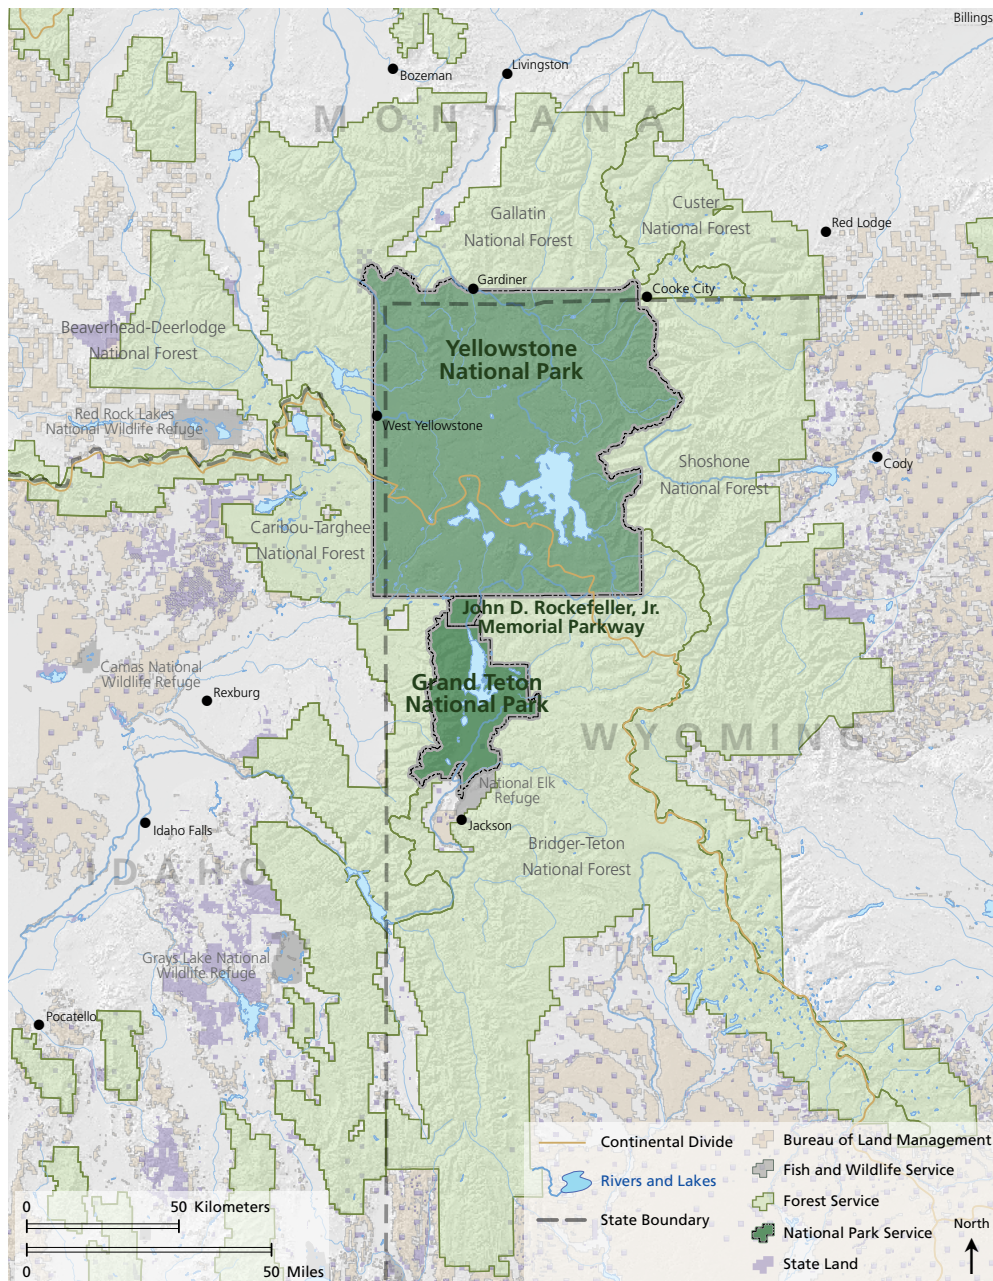 Billings
Livingston
Bozeman
MONTANA
Gallatin
National Forest
Custer
National Forest
Red Lodge
Gardiner
Cooke City
Beaverhead-Deerlodge
National Forest
Yellowstone
National Park
Red Rock Lakes
National Wildlife Refuge
West Yellowstone
Shoshone
National Forest
Cody
Caribou-Targhee
National Forest
John D. Rockefeller, Jr.
Memorial Parkway
Camas National
Wildlife Refuge
Rexburg
Grand Teton
National Park
WYOMING
National Elk
Refuge
Jackson
Idaho Falls
Bridger-Teton
National Forest
IDAHO
Grays Lake National
Wildlife Refuge
Pocatello
Continental Divide
Rivers and Lakes
State Boundary
Bureau of Land Management
Fish and Wildlife Service
Forest Service
National Park Service
State Land
North
0 50 Kilometers
0 50 Miles